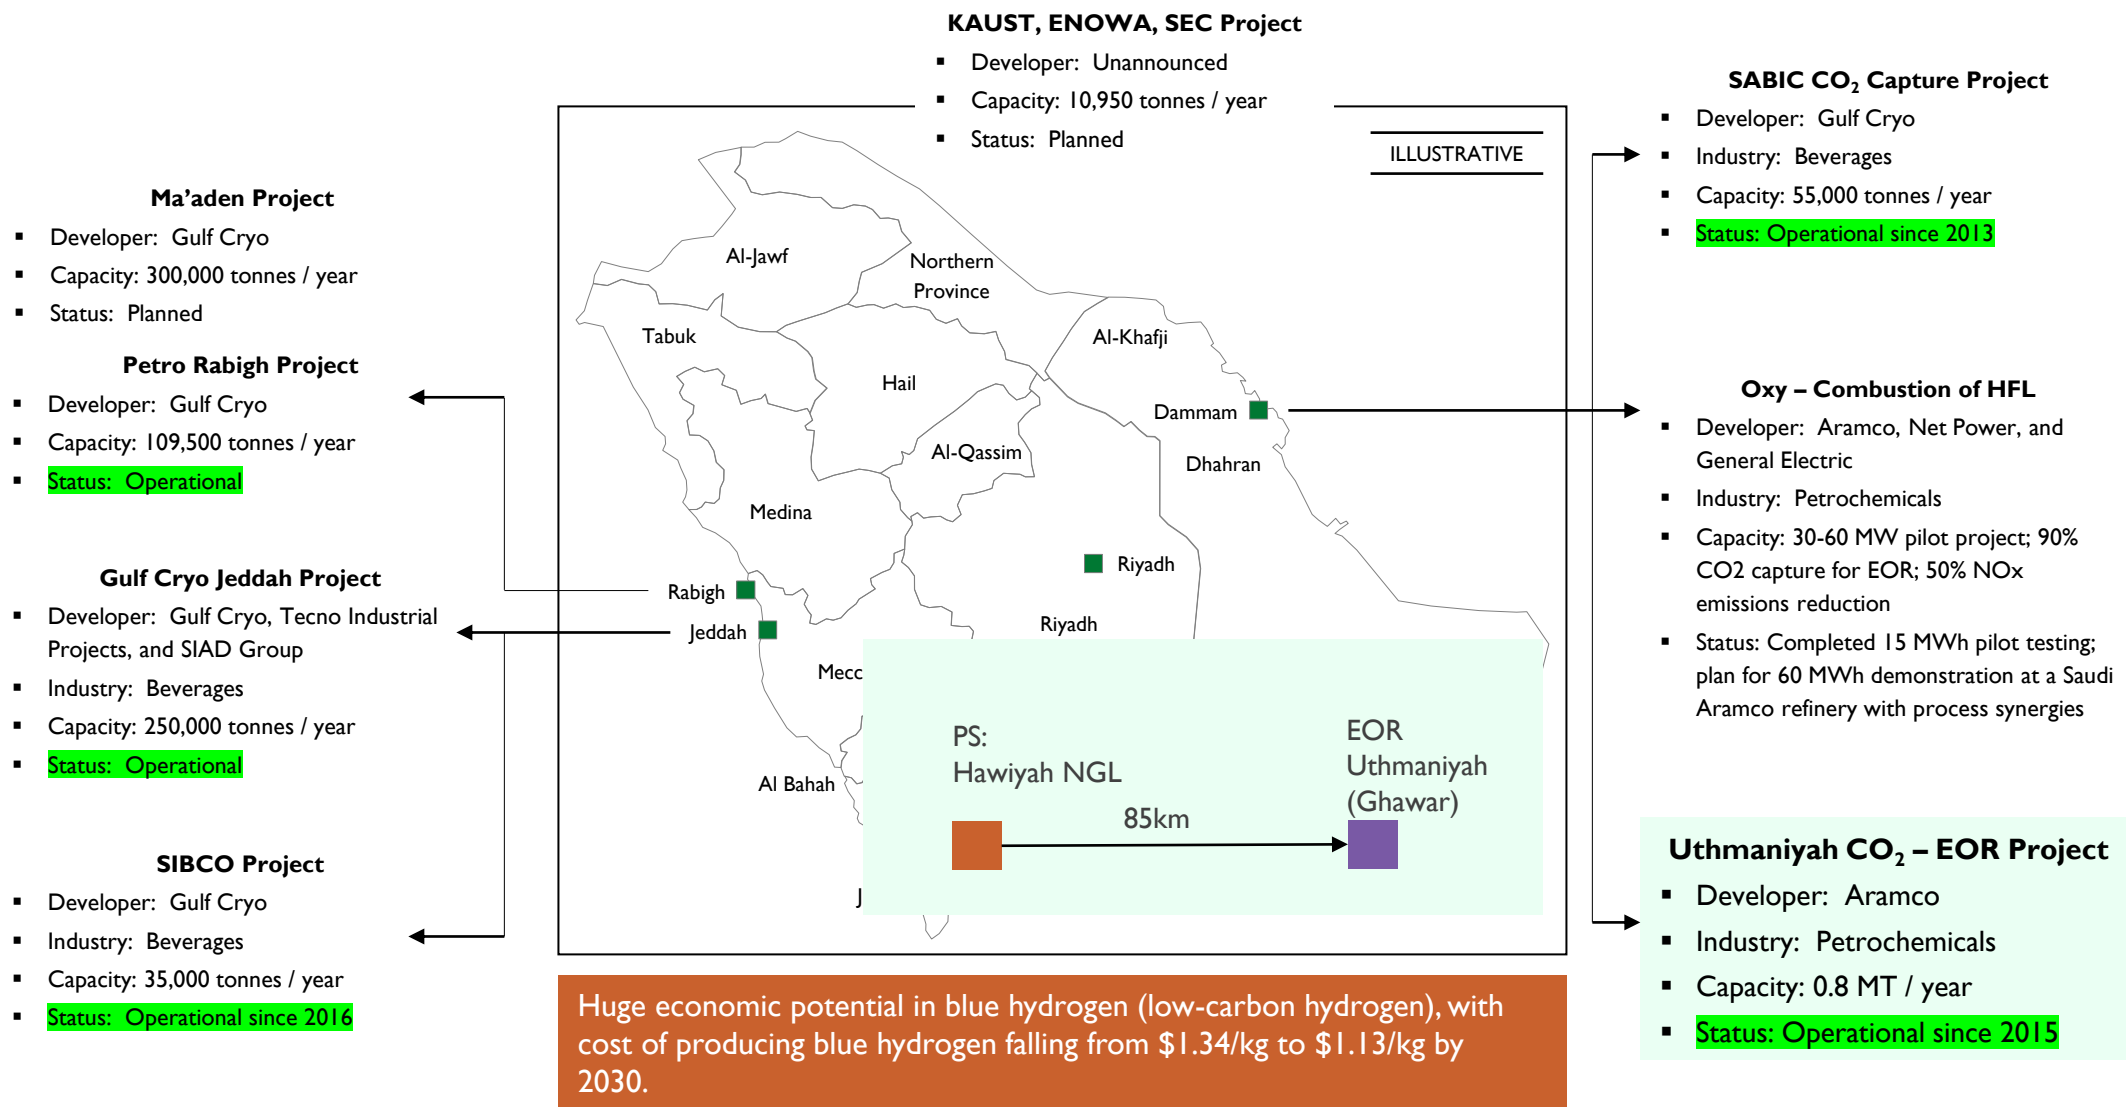 KAUST, ENOWA, SEC Project
▪ Developer: Unannounced
▪ Capacity: 10,950 tonnes / year
▪ Status: Planned
ILLUSTRATIVE
Ma’aden Project
▪ Developer: Gulf Cryo
▪ Capacity: 300,000 tonnes / year
▪ Status: Planned
Petro Rabigh Project
▪ Developer: Gulf Cryo
▪ Capacity: 109,500 tonnes / year
▪ Status: Operational
Gulf Cryo Jeddah Project
▪ Developer: Gulf Cryo, Tecno Industrial
Projects, and SIAD Group
▪ Industry: Beverages
▪ Capacity: 250,000 tonnes / year
▪ Status: Operational
SIBCO Project
▪ Developer: Gulf Cryo
▪ Industry: Beverages
▪ Capacity: 35,000 tonnes / year
▪ Status: Operational since 2016
Al-Jawf
Northern
Province
Tabuk
Al-Khafji
Hail
Dammam
Al-Qassim
Dhahran
Medina
Riyadh
Rabigh
Jeddah
Riyadh
Mecc
Al Bahah
J
PS:
Hawiyah NGL
85km
EOR
Uthmaniyah
(Ghawar)
Huge economic potential in blue hydrogen (low-carbon hydrogen), with
cost of producing blue hydrogen falling from $1.34/kg to $1.13/kg by
2030.
SABIC CO₂ Capture Project
▪ Developer: Gulf Cryo
▪ Industry: Beverages
▪ Capacity: 55,000 tonnes / year
▪ Status: Operational since 2013
Oxy – Combustion of HFL
▪ Developer: Aramco, Net Power, and
General Electric
▪ Industry: Petrochemicals
▪ Capacity: 30-60 MW pilot project; 90%
CO2 capture for EOR; 50% NOx
emissions reduction
▪ Status: Completed 15 MWh pilot testing;
plan for 60 MWh demonstration at a Saudi
Aramco refinery with process synergies
Uthmaniyah CO₂ – EOR Project
▪ Developer: Aramco
▪ Industry: Petrochemicals
▪ Capacity: 0.8 MT / year
▪ Status: Operational since 2015